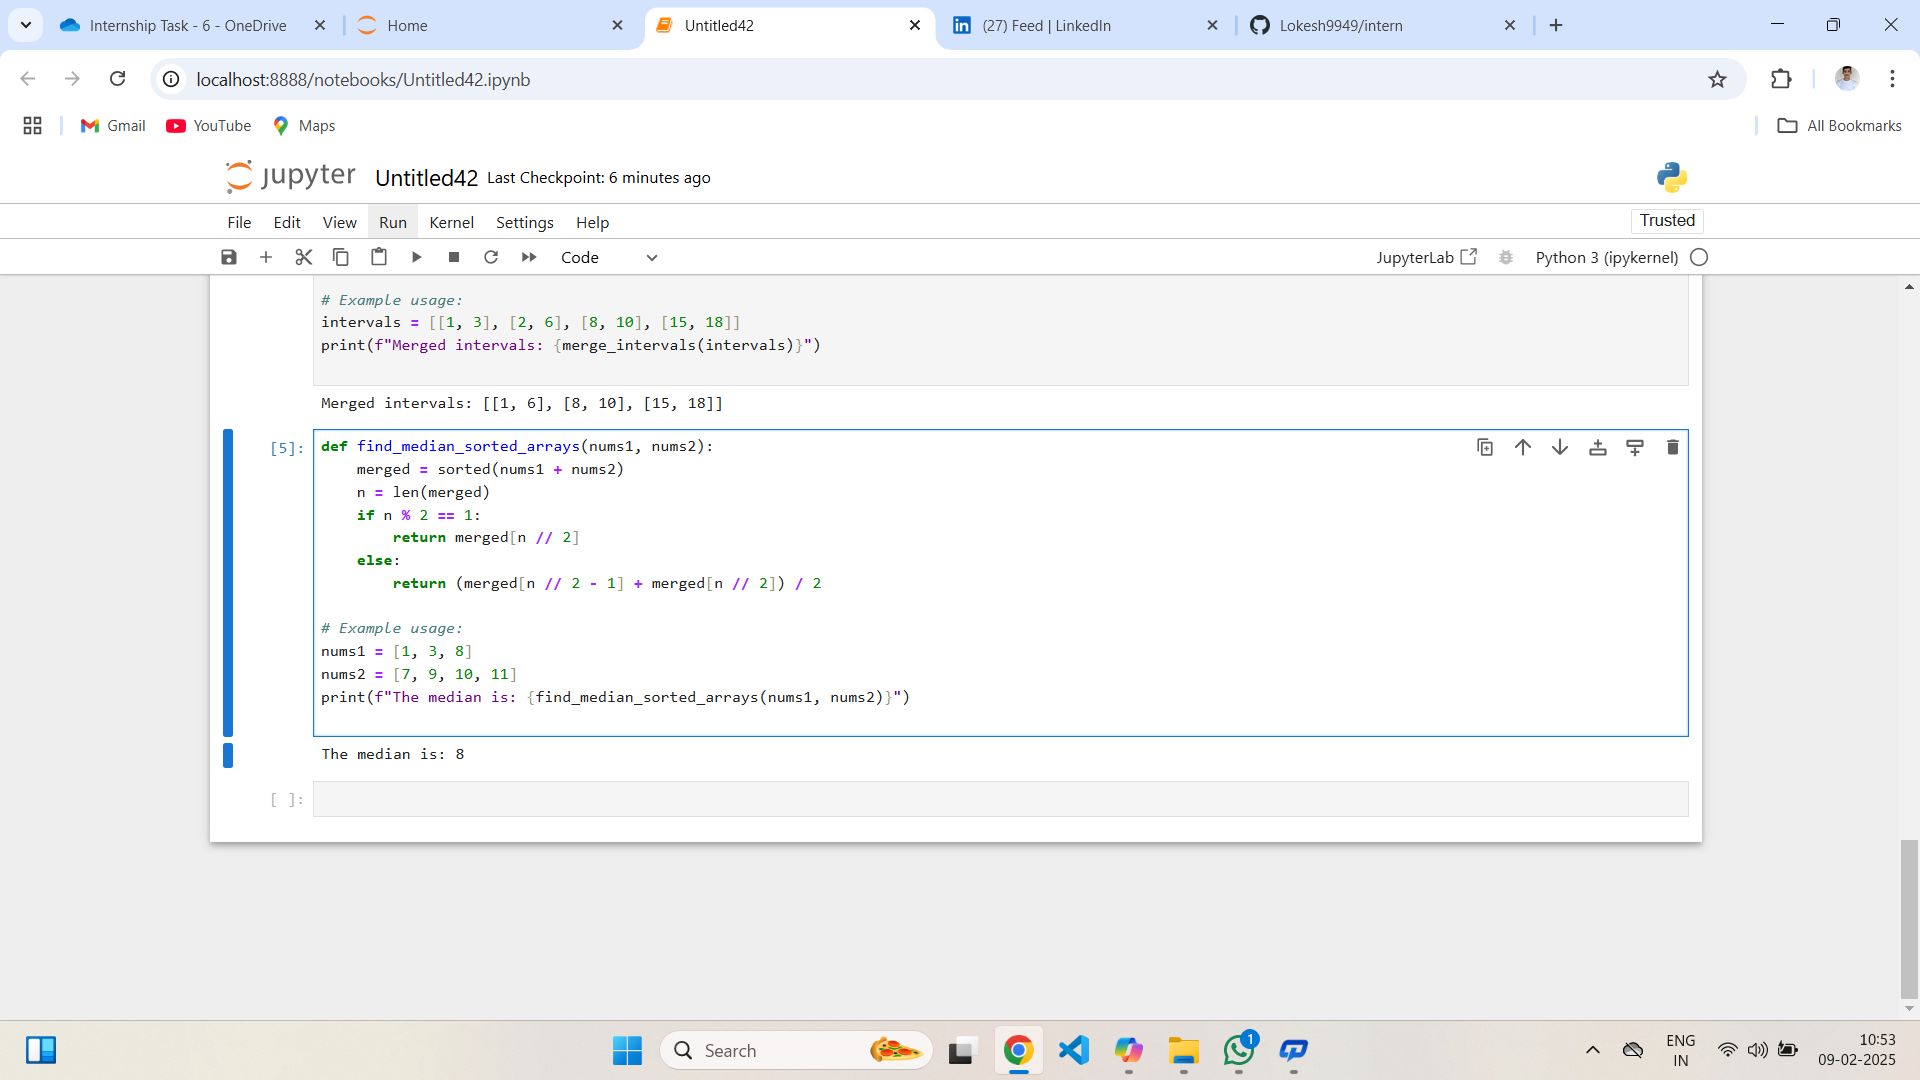 Internship Task - 6 - OneDrive
Home
Untitled42
(27) Feed | LinkedIn
Lokesh9949/intern
localhost:8888/notebooks/Untitled42.ipynb
Gmail
YouTube
Maps
All Bookmarks
jupyter
Untitled42
Last Checkpoint: 6 minutes ago
File
Edit
View
Run
Kernel
Settings
Help
Trusted
Code
JupyterLab
Python 3 (ipykernel)
# Example usage:
intervals = [[1, 3], [2, 6], [8, 10], [15, 18]]
print(f"Merged intervals: {merge_intervals(intervals)}")
Merged intervals: [[1, 6], [8, 10], [15, 18]]
[5]:
def find_median_sorted_arrays(nums1, nums2):
    merged = sorted(nums1 + nums2)
    n = len(merged)
    if n % 2 == 1:
        return merged[n // 2]
    else:
        return (merged[n // 2 - 1] + merged[n // 2]) / 2
# Example usage:
nums1 = [1, 3, 8]
nums2 = [7, 9, 10, 11]
print(f"The median is: {find_median_sorted_arrays(nums1, nums2)}")
The median is: 8
[ ]:
Search
1
ENG
IN
10:53
09-02-2025